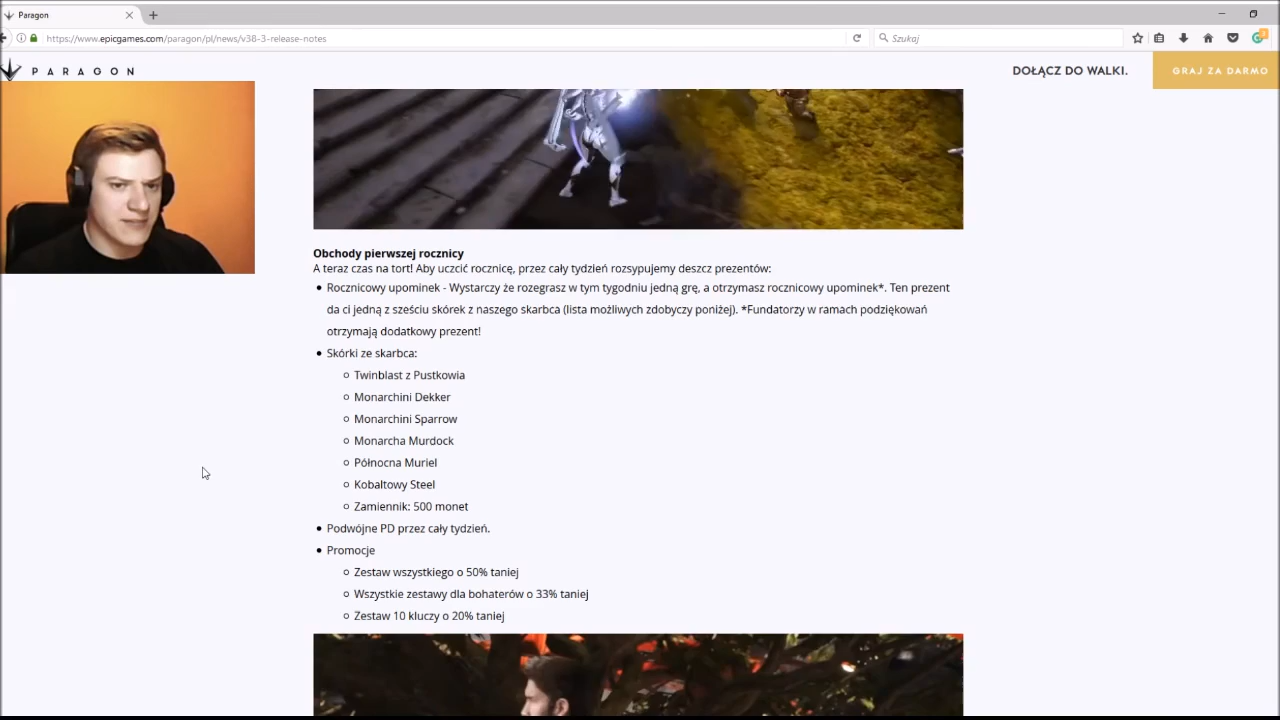 Paragon
https://www.epicgames.com/paragon/pl/news/v38-3-release-notes
Szukaj
PARAGON
DOŁĄCZ DO WALKI.
GRAJ ZA DARMO
Obchody pierwszej rocznicy
A teraz czas na tort! Aby uczcić rocznicę, przez cały tydzień rozsypujemy deszcz prezentów:
Rocznicowy upominek - Wystarczy że rozegrasz w tym tygodniu jedną grę, a otrzymasz rocznicowy upominek*. Ten prezent
da ci jedną z sześciu skórek z naszego skarbca (lista możliwych zdobyczy poniżej). *Fundatorzy w ramach podziękowań
otrzymają dodatkowy prezent!
Skórki ze skarbca:
Twinblast z Pustkowia
Monarchini Dekker
Monarchini Sparrow
Monarcha Murdock
Północna Muriel
Kobaltowy Steel
Zamiennik: 500 monet
Podwójne PD przez cały tydzień.
Promocje
Zestaw wszystkiego o 50% taniej
Wszystkie zestawy dla bohaterów o 33% taniej
Zestaw 10 kluczy o 20% taniej